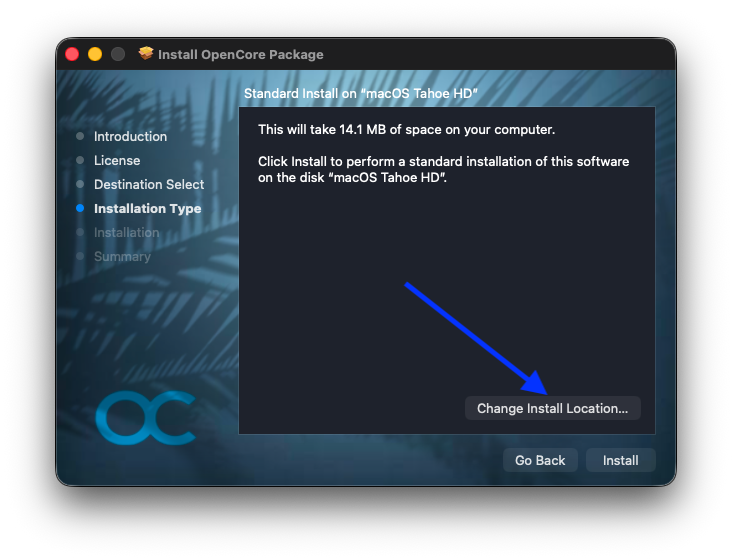 Install OpenCore Package
Standard Install on “macOS Tahoe HD”
Introduction
License
Destination Select
Installation Type
Installation
Summary
This will take 14.1 MB of space on your computer.
Click Install to perform a standard installation of this software
on the disk “macOS Tahoe HD”.
Change Install Location...
OC
Go Back
Install